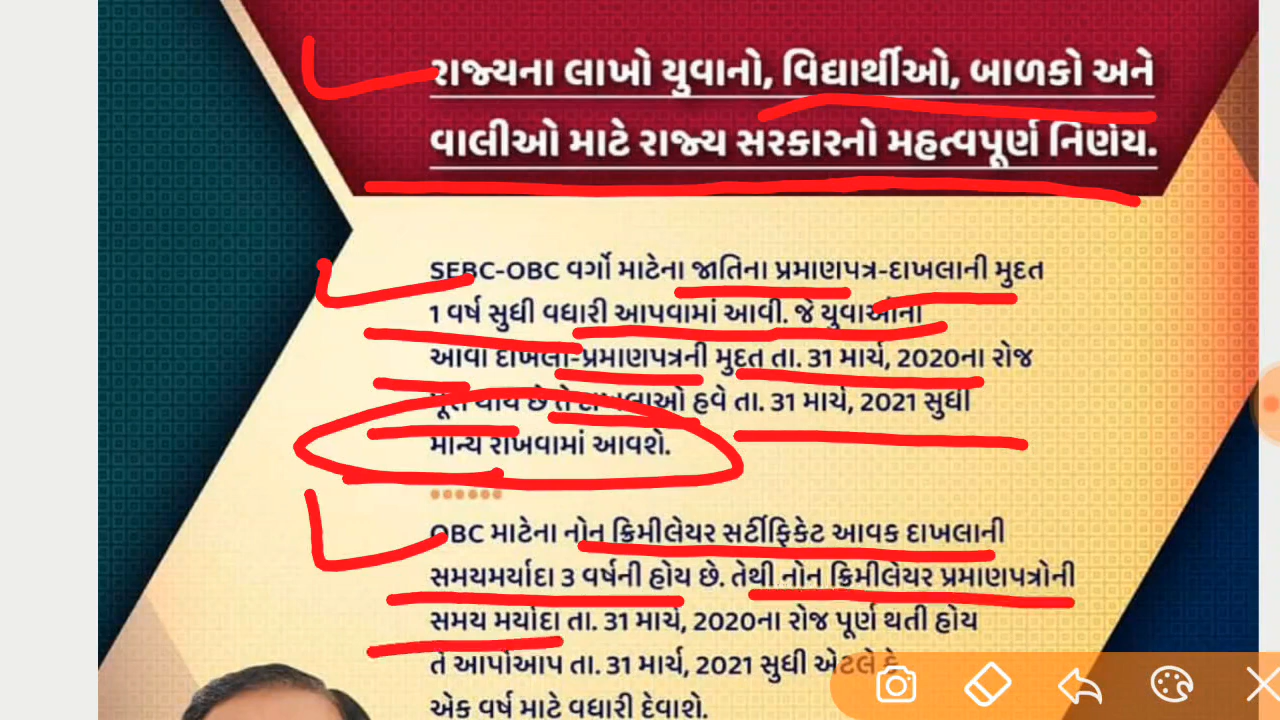 રાજ્યના લાખો યુવાનો, વિદ્યાર્થીઓ, બાળકો અને
વાલીઓ માટે રાજ્ય સરકારનો મહત્વપૂર્ણ નિર્ણય.
SEBC-OBC વર્ગો માટેના જાતિના પ્રમાણપત્ર-દાખલાની મુદત
1 વર્ષ સુધી વધારી આપવામાં આવી. જે યુવાઓના
આવા દાખલા-પ્રમાણપત્રની મુદત તા. 31 માર્ચ, 2020ના રોજ
પૂર્ણ થાય છે તે દાખલાઓ હવે તા. 31 માર્ચ, 2021 સુધી
માન્ય રાખવામાં આવશે.
OBC માટેના નોન ક્રિમીલેયર સર્ટીફિકેટ આવક દાખલાની
સમયમર્યાદા 3 વર્ષની હોય છે. તેથી નોન ક્રિમીલેયર પ્રમાણપત્રોની
સમય મર્યાદા તા. 31 માર્ચ, 2020ના રોજ પૂર્ણ થતી હોય
તે આપોઆપ તા. 31 માર્ચ, 2021 સુધી એટલે કે
એક વર્ષ માટે વધારી દેવાશે.